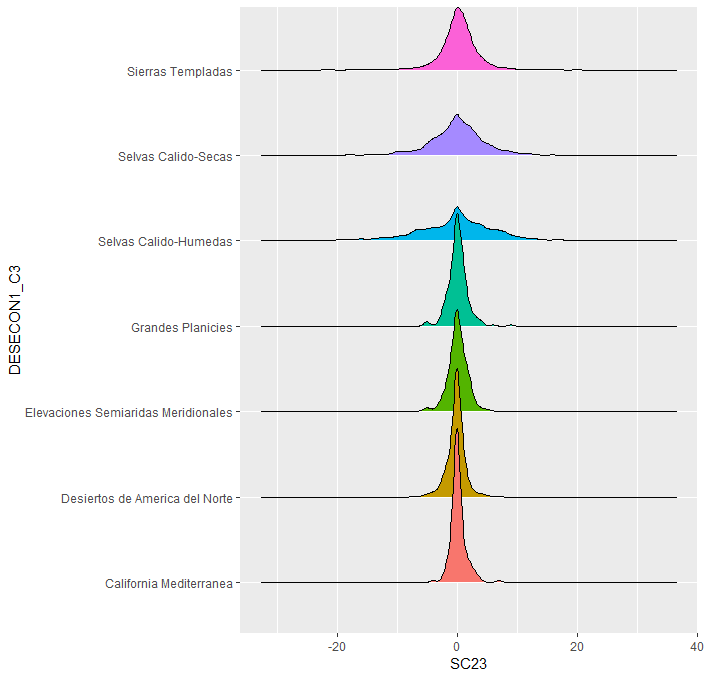 Sierras Templadas
Selvas Calido-Secas
Selvas Calido-Humedas
Grandes Planicies
Elevaciones Semiaridas Meridionales
Desiertos de America del Norte
California Mediterranea
DESECON1_C3
-20 0 20 40
SC23